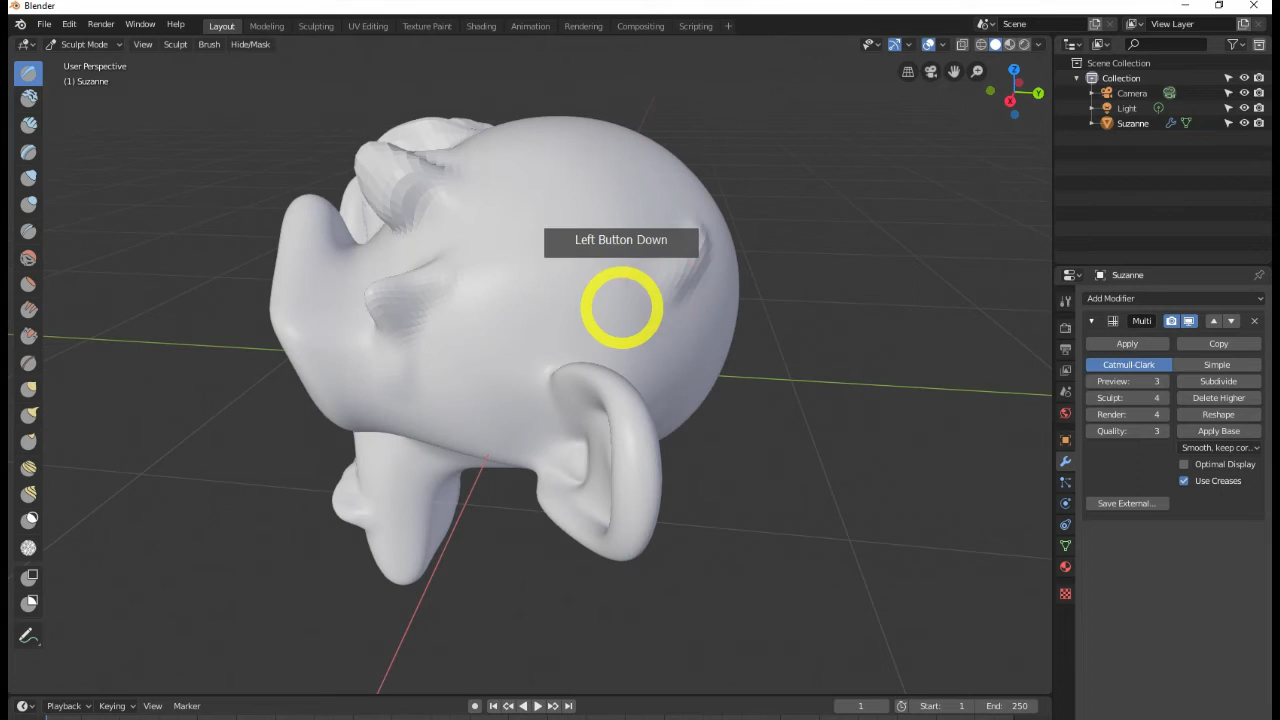 Blender
File Edit Render Window Help
Layout Modeling Sculpting UV Editing Texture Paint Shading Animation Rendering Compositing Scripting +
Scene
View Layer
Sculpt Mode View Sculpt Brush Hide/Mask
User Perspective
(1) Suzanne
Z
Y
X
Left Button Down
Scene Collection
Collection
Camera
Light
Suzanne
Suzanne
Add Modifier
Multi
Apply Copy
Catmull-Clark Simple
Preview: 3 Subdivide
Sculpt: 4 Delete Higher
Render: 4 Reshape
Quality: 3 Apply Base
Smooth, keep cor..
Optimal Display
Use Creases
Save External...
Playback Keying View Marker
1
Start: 1 End: 250